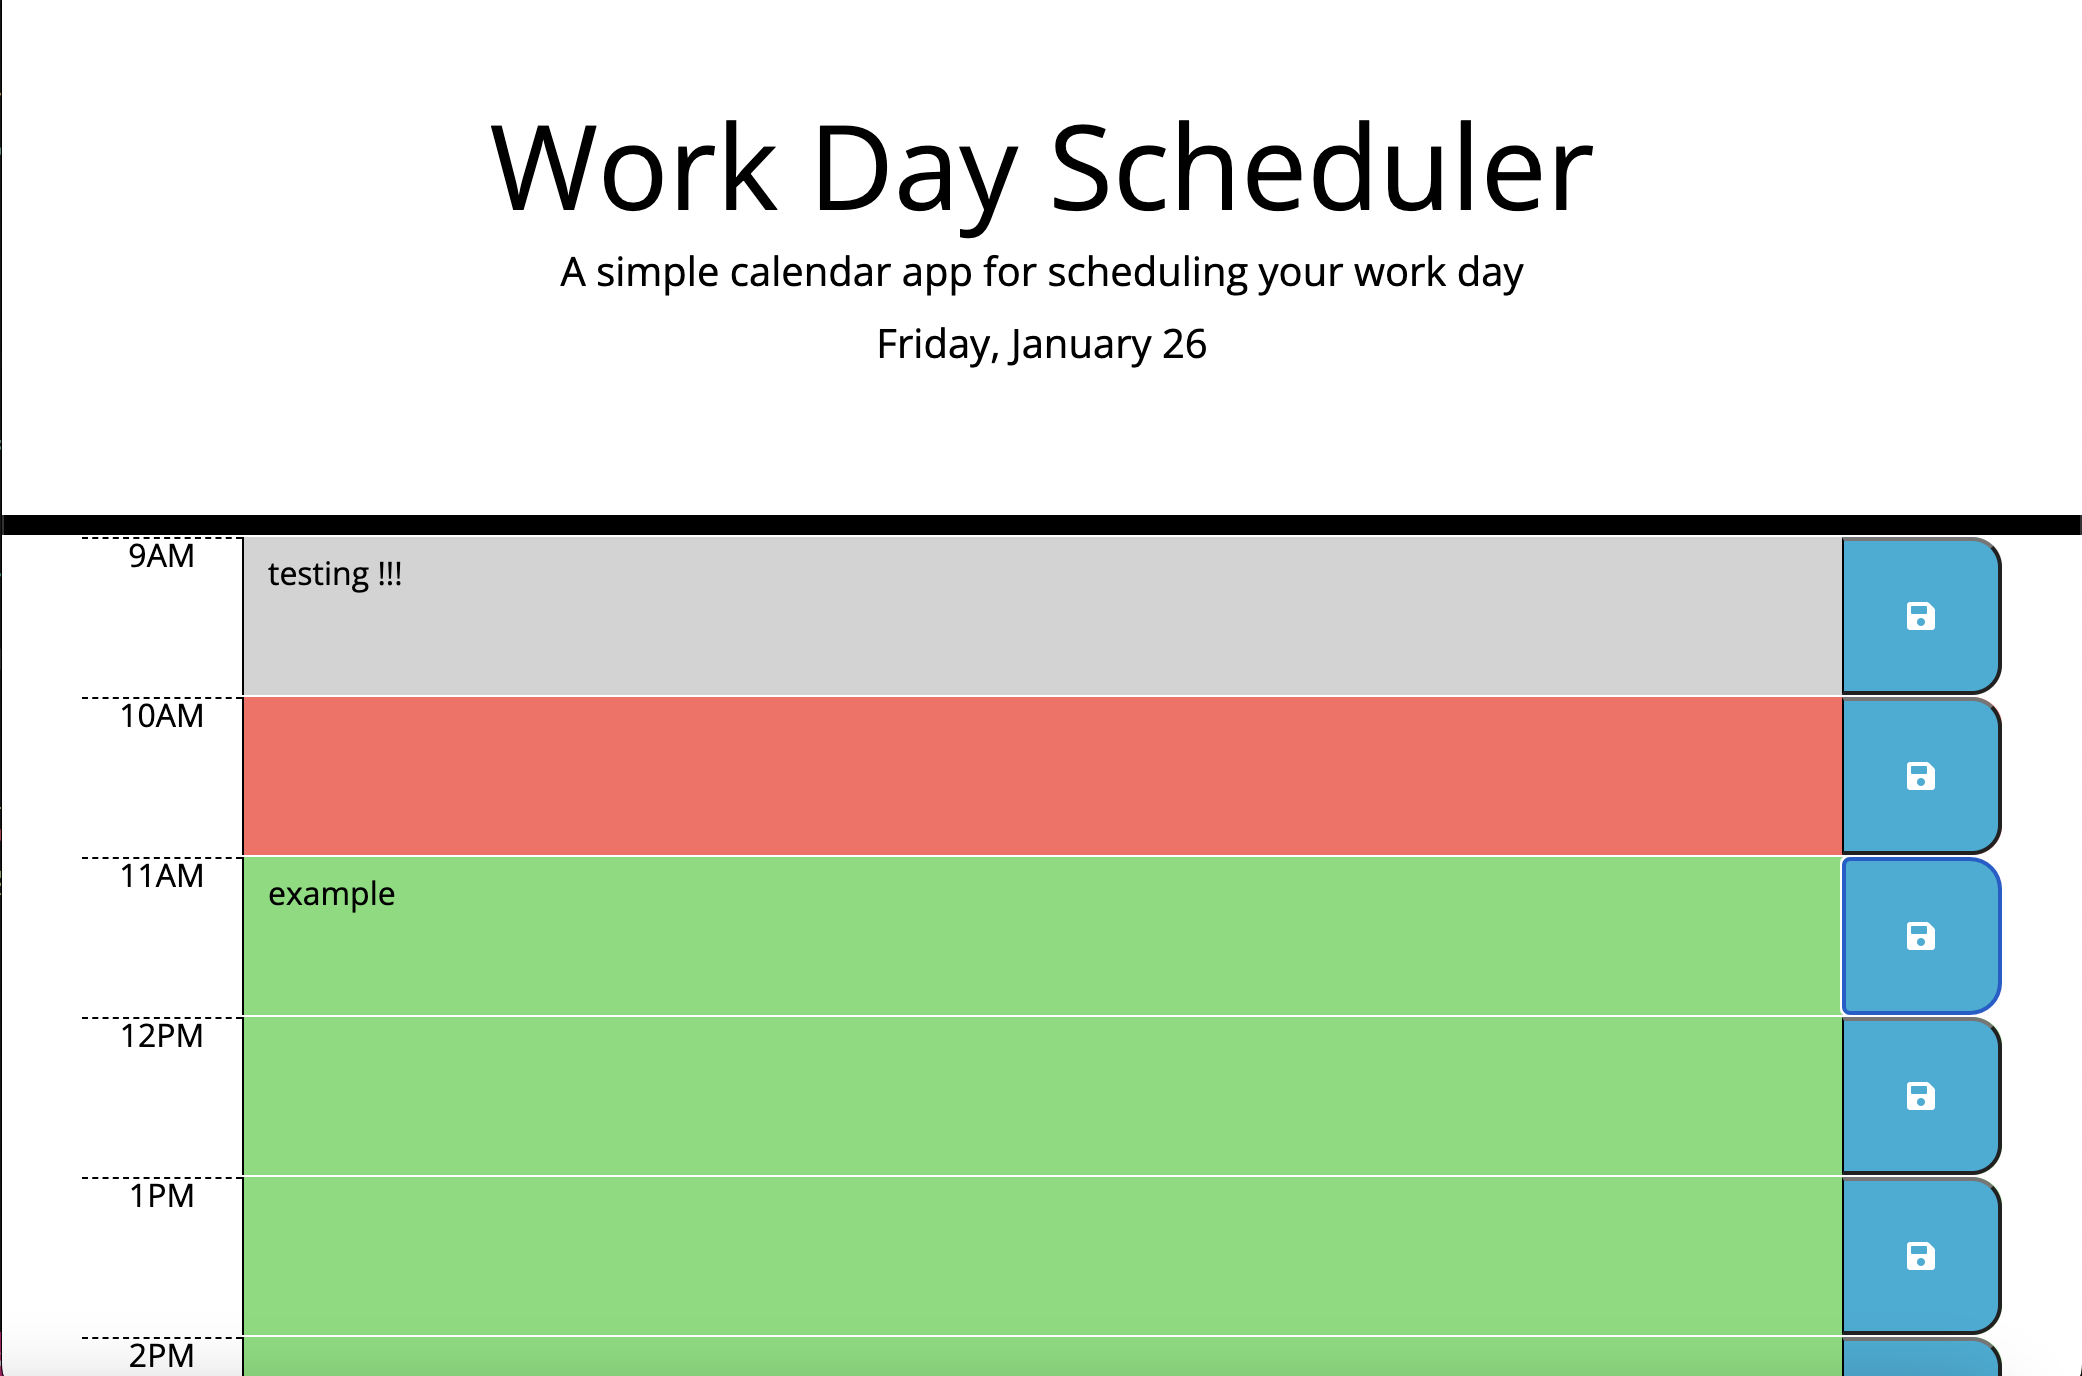 Work Day Scheduler
A simple calendar app for scheduling your work day
Friday, January 26
9AM
testing !!!
10AM
11AM
example
12PM
1PM
2PM